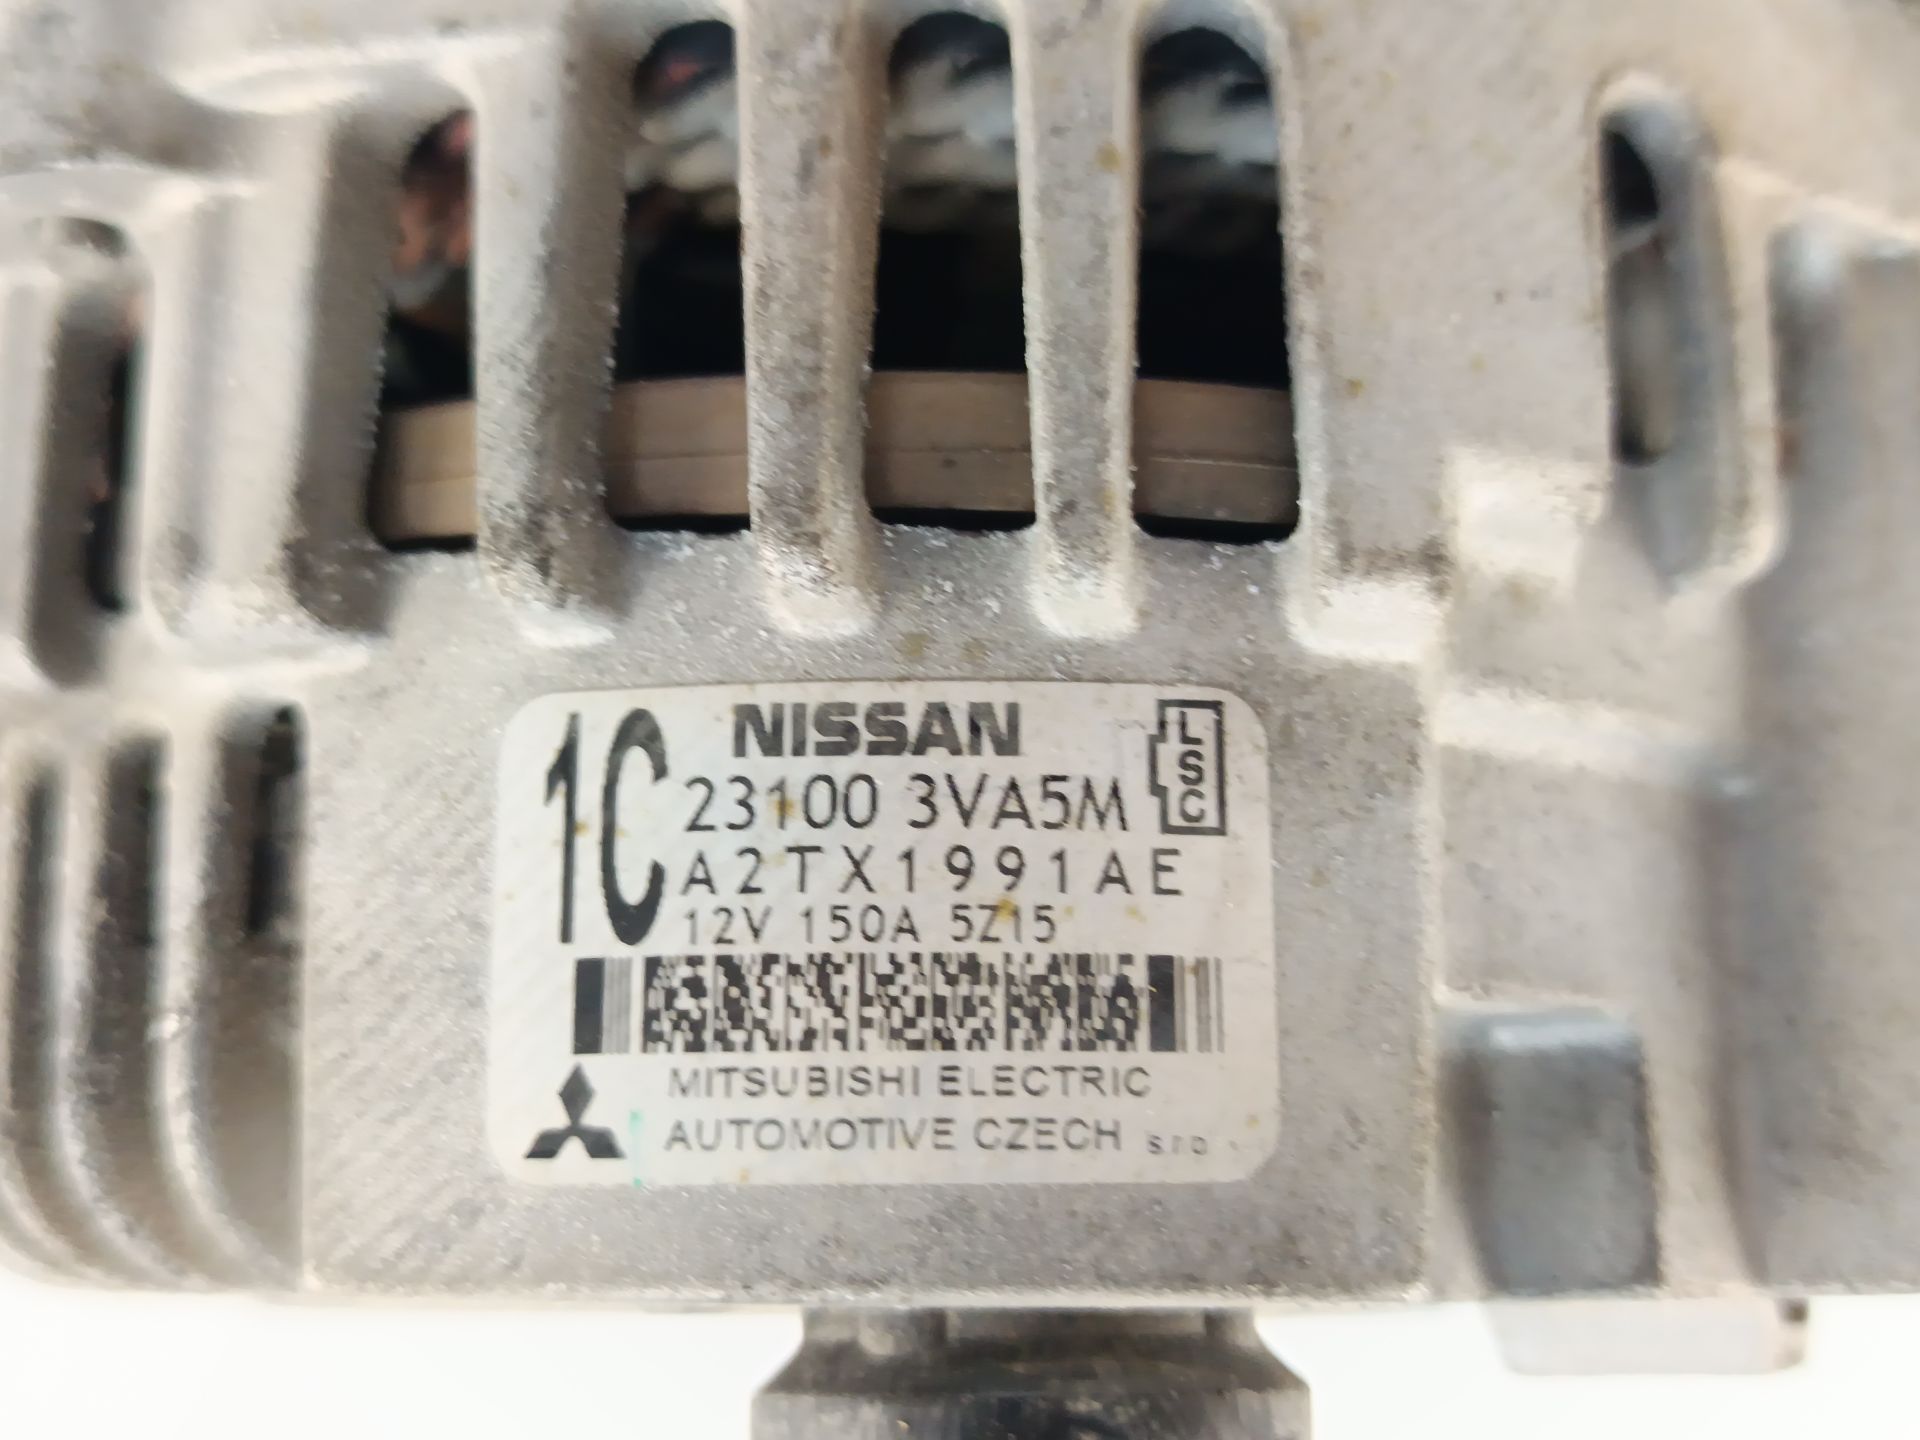 1C
NISSAN
LSC
23100 3VA5M
A2TX1991AE
12V 150A 5Z15
MITSUBISHI ELECTRIC
AUTOMOTIVE CZECH s.r.o.